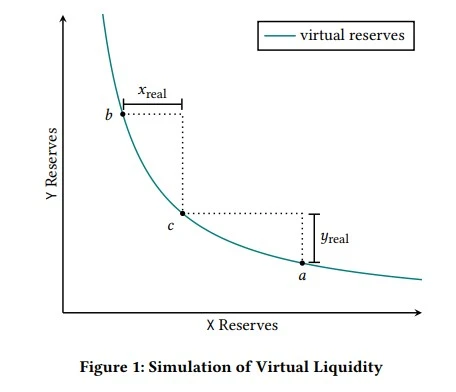 virtual reserves
x_real
b
Y Reserves
c
y_real
a
X Reserves
Figure 1: Simulation of Virtual Liquidity